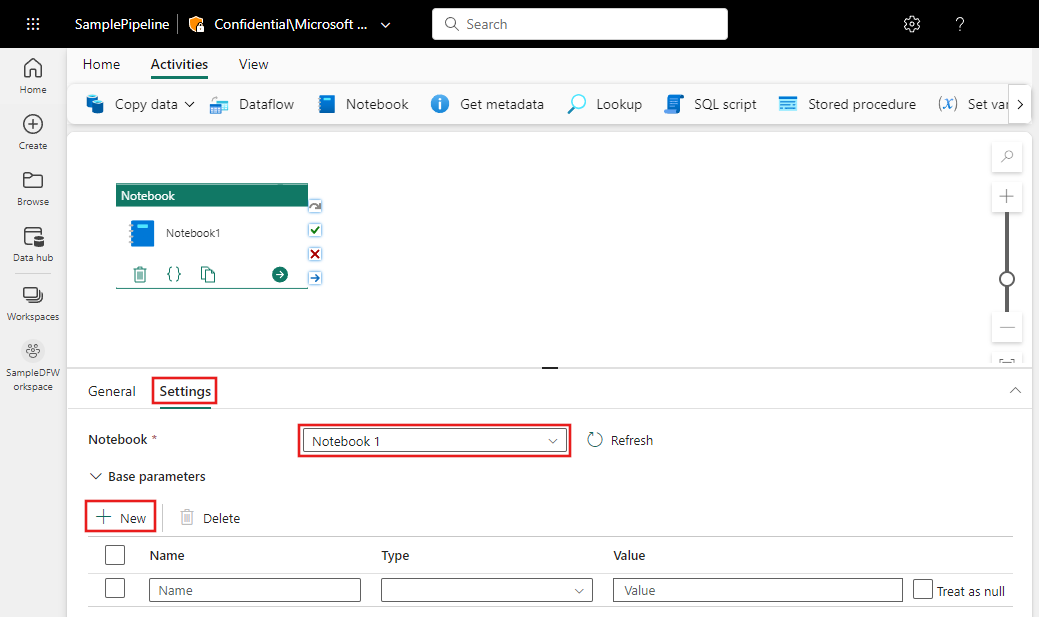 SamplePipeline
Confidential\Microsoft ...
Search
?
Home
Create
Browse
Data hub
Workspaces
SampleDFW
orkspace
Home Activities View
Copy data Dataflow Notebook Get metadata Lookup SQL script Stored procedure (x) Set var
Notebook
Notebook1
{}
General Settings
Notebook * Notebook 1 Refresh
Base parameters
New Delete
Name Type Value
Name Value Treat as null